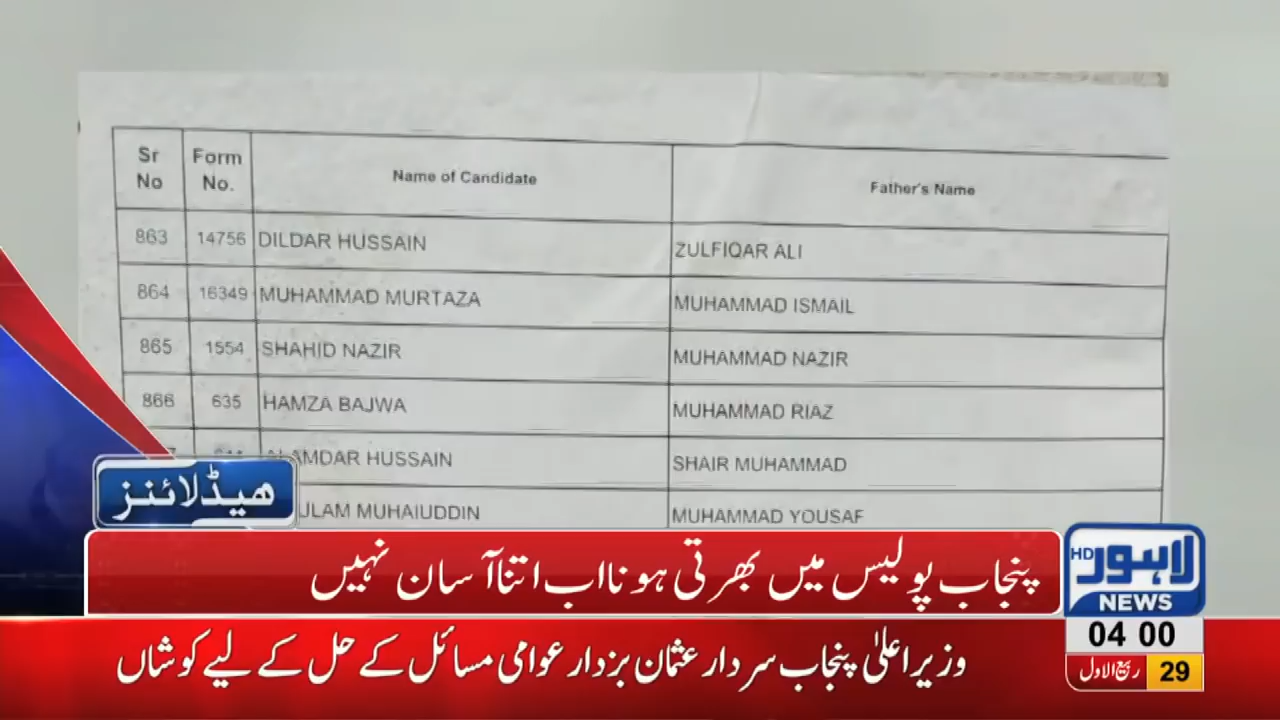 Sr No Form No. Name of Candidate Father's Name
863 14756 DILDAR HUSSAIN ZULFIQAR ALI
864 16349 MUHAMMAD MURTAZA MUHAMMAD ISMAIL
865 1554 SHAHID NAZIR MUHAMMAD NAZIR
866 635 HAMZA BAJWA MUHAMMAD RIAZ
HUSSAIN SHAIR MUHAMMAD
MUHAIUDDIN MUHAMMAD YOUSAF
ہیڈلائنز
پنجاب پولیس میں بھرتی ہونا اب اتنا آسان نہیں
لاہور HD
NEWS
04 00
وزیراعلیٰ پنجاب سردار عثمان بزدار عوامی مسائل کے حل کے لیے کوشاں
29 ربیع الاول